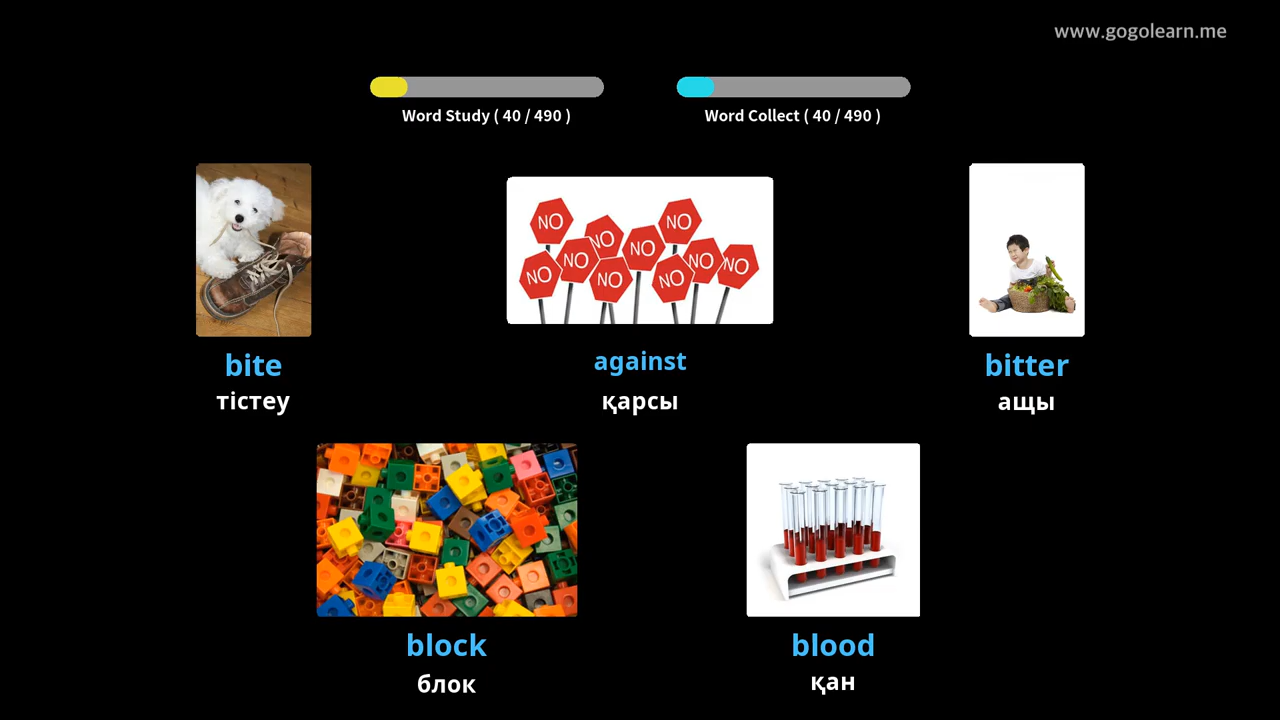 www.gogolearn.me
Word Study ( 40 / 490 )
Word Collect ( 40 / 490 )
NO
NO
NO
NO
NO
NO
NO
NO
NO
NO
bite
тістеу
against
қарсы
bitter
ащы
block
блок
blood
қан